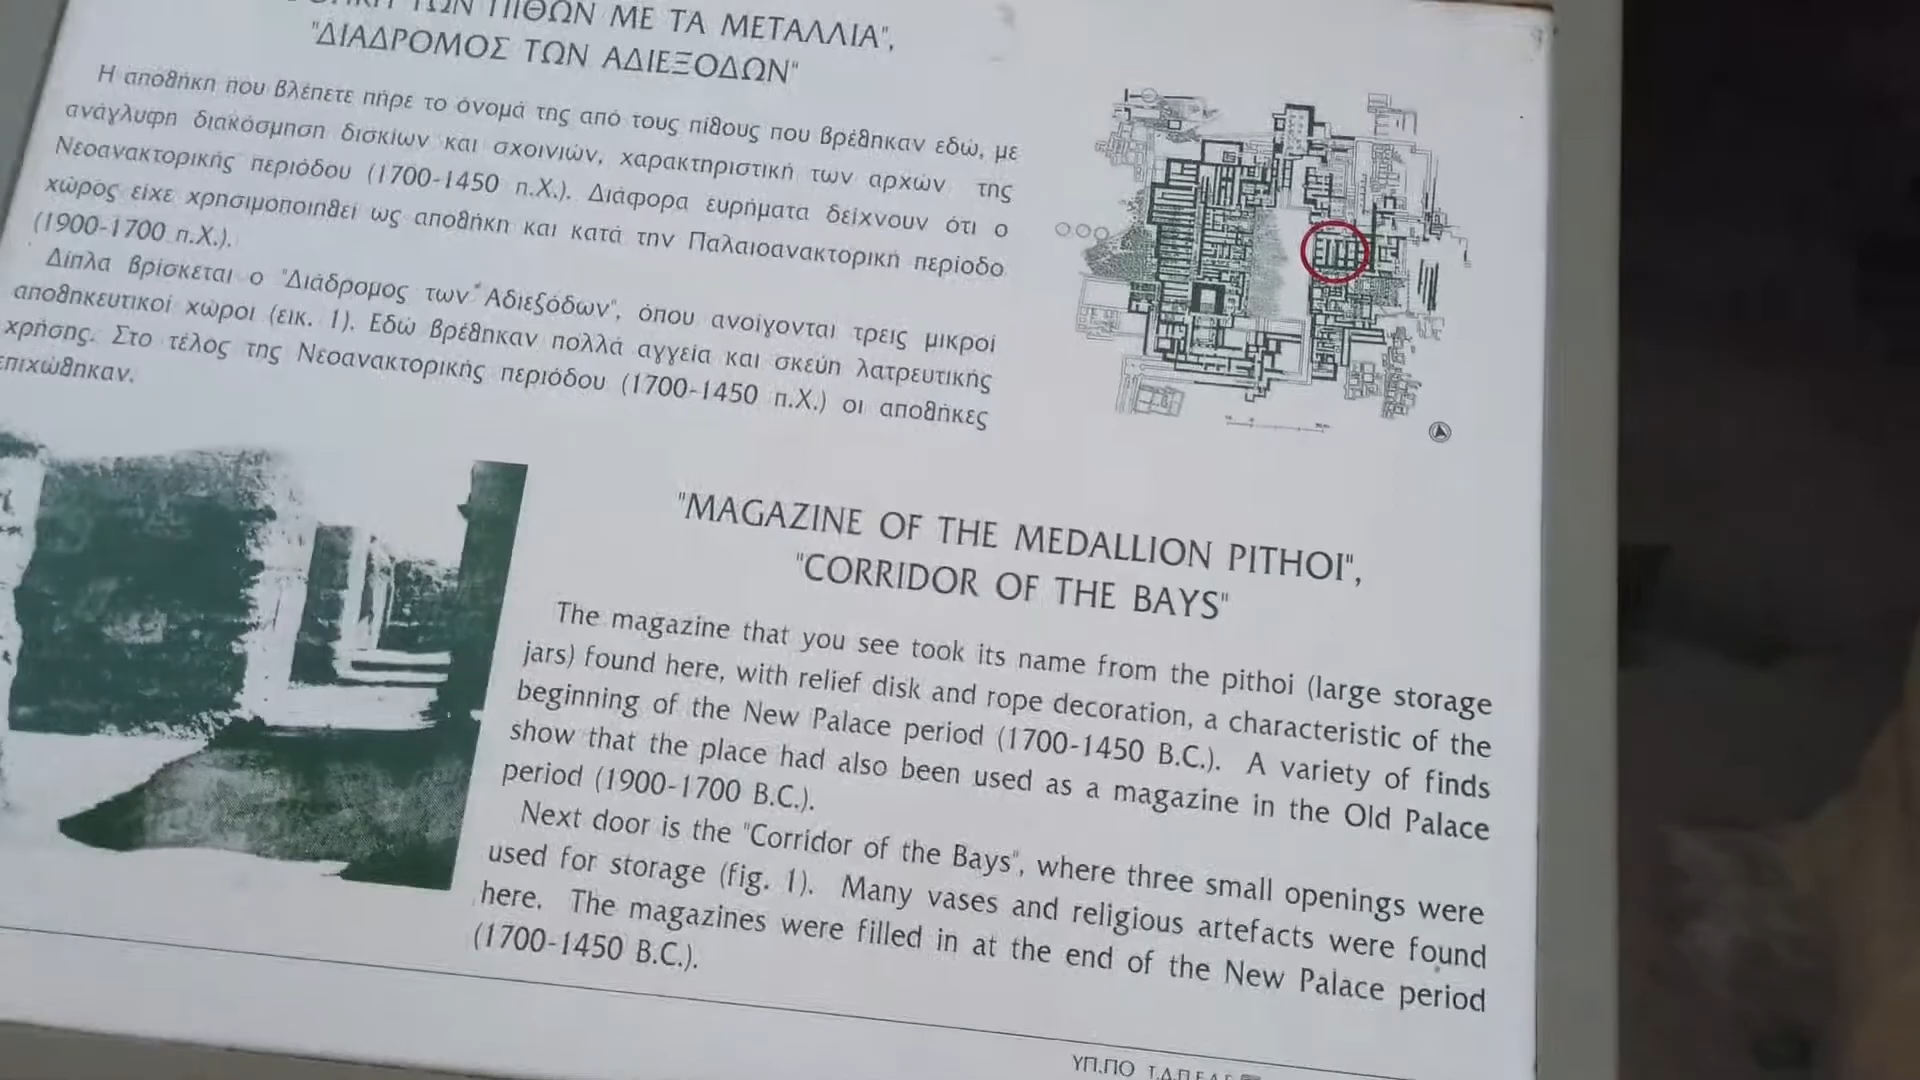 ΤΩΝ ΠΙΘΩΝ ΜΕ ΤΑ ΜΕΤΑΛΛΙΑ",
"ΔΙΑΔΡΟΜΟΣ ΤΩΝ ΑΔΙΕΞΟΔΩΝ"
Η αποθήκη που βλέπετε πήρε το όνομά της από τους πίθους που βρέθηκαν εδώ, με
ανάγλυφη διακόσμηση δισκίων και σχοινιών, χαρακτηριστική των αρχών της
Νεοανακτορικής περιόδου (1700-1450 π.Χ.). Διάφορα ευρήματα δείχνουν ότι ο
χώρος είχε χρησιμοποιηθεί ως αποθήκη και κατά την Παλαιοανακτορική περίοδο
(1900-1700 π.Χ.).
Δίπλα βρίσκεται ο "Διάδρομος των Αδιεξόδων", όπου ανοίγονται τρεις μικροί
αποθηκευτικοί χώροι (εικ. 1). Εδώ βρέθηκαν πολλά αγγεία και σκεύη λατρευτικής
χρήσης. Στο τέλος της Νεοανακτορικής περιόδου (1700-1450 π.Χ.) οι αποθήκες
επιχώθηκαν.
"MAGAZINE OF THE MEDALLION PITHOI",
"CORRIDOR OF THE BAYS"
The magazine that you see took its name from the pithoi (large storage
jars) found here, with relief disk and rope decoration, a characteristic of the
beginning of the New Palace period (1700-1450 B.C.). A variety of finds
show that the place had also been used as a magazine in the Old Palace
period (1900-1700 B.C.).
Next door is the "Corridor of the Bays", where three small openings were
used for storage (fig. 1). Many vases and religious artefacts were found
here. The magazines were filled in at the end of the New Palace period
(1700-1450 B.C.).
ΥΠ.ΠΟ